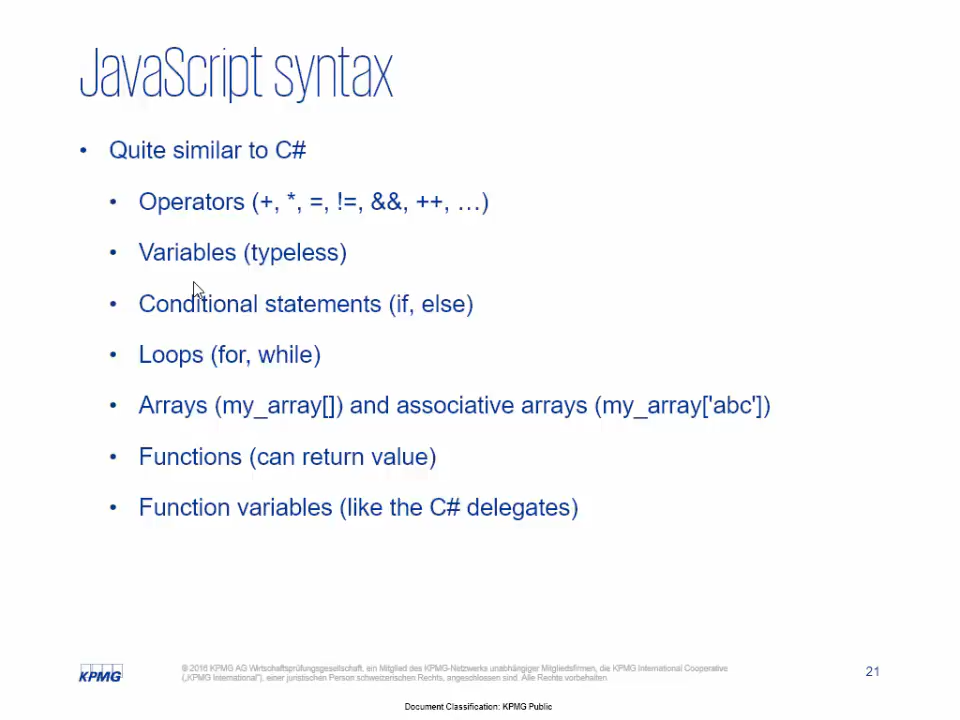 JavaScript syntax
• Quite similar to C#
• Operators (+, *, =, !=, &&, ++, …)
• Variables (typeless)
• Conditional statements (if, else)
• Loops (for, while)
• Arrays (my_array[]) and associative arrays (my_array['abc'])
• Functions (can return value)
• Function variables (like the C# delegates)
KPMG
© 2016 KPMG AG Wirtschaftsprüfungsgesellschaft, ein Mitglied des KPMG-Netzwerks unabhängiger Mitgliedsfirmen, die KPMG International Cooperative
(„KPMG International"), einer juristischen Person schweizerischen Rechts, angeschlossen sind. Alle Rechte vorbehalten.
21
Document Classification: KPMG Public